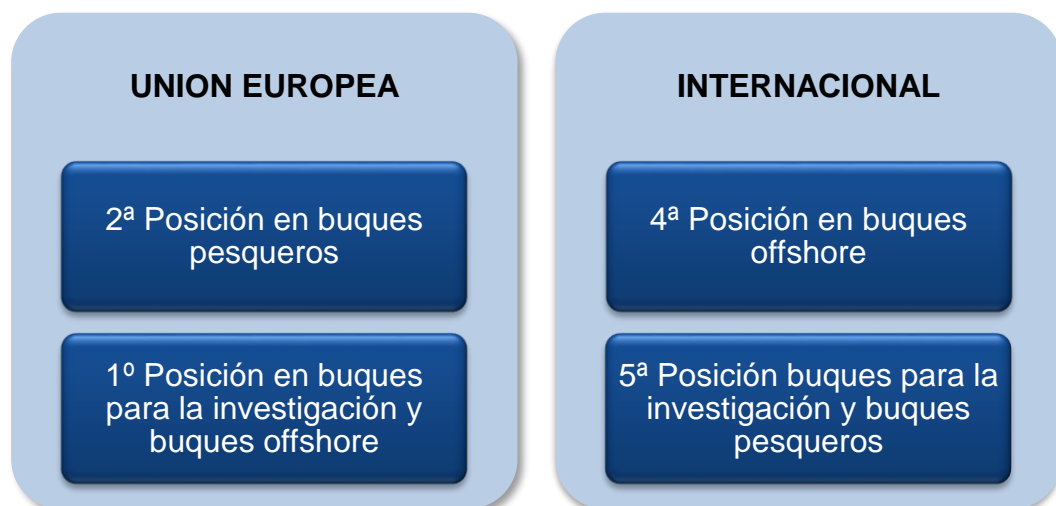 UNION EUROPEA
2ª Posición en buques
pesqueros
1º Posición en buques
para la investigación y
buques offshore
INTERNACIONAL
4ª Posición en buques
offshore
5ª Posición buques para la
investigación y buques
pesqueros